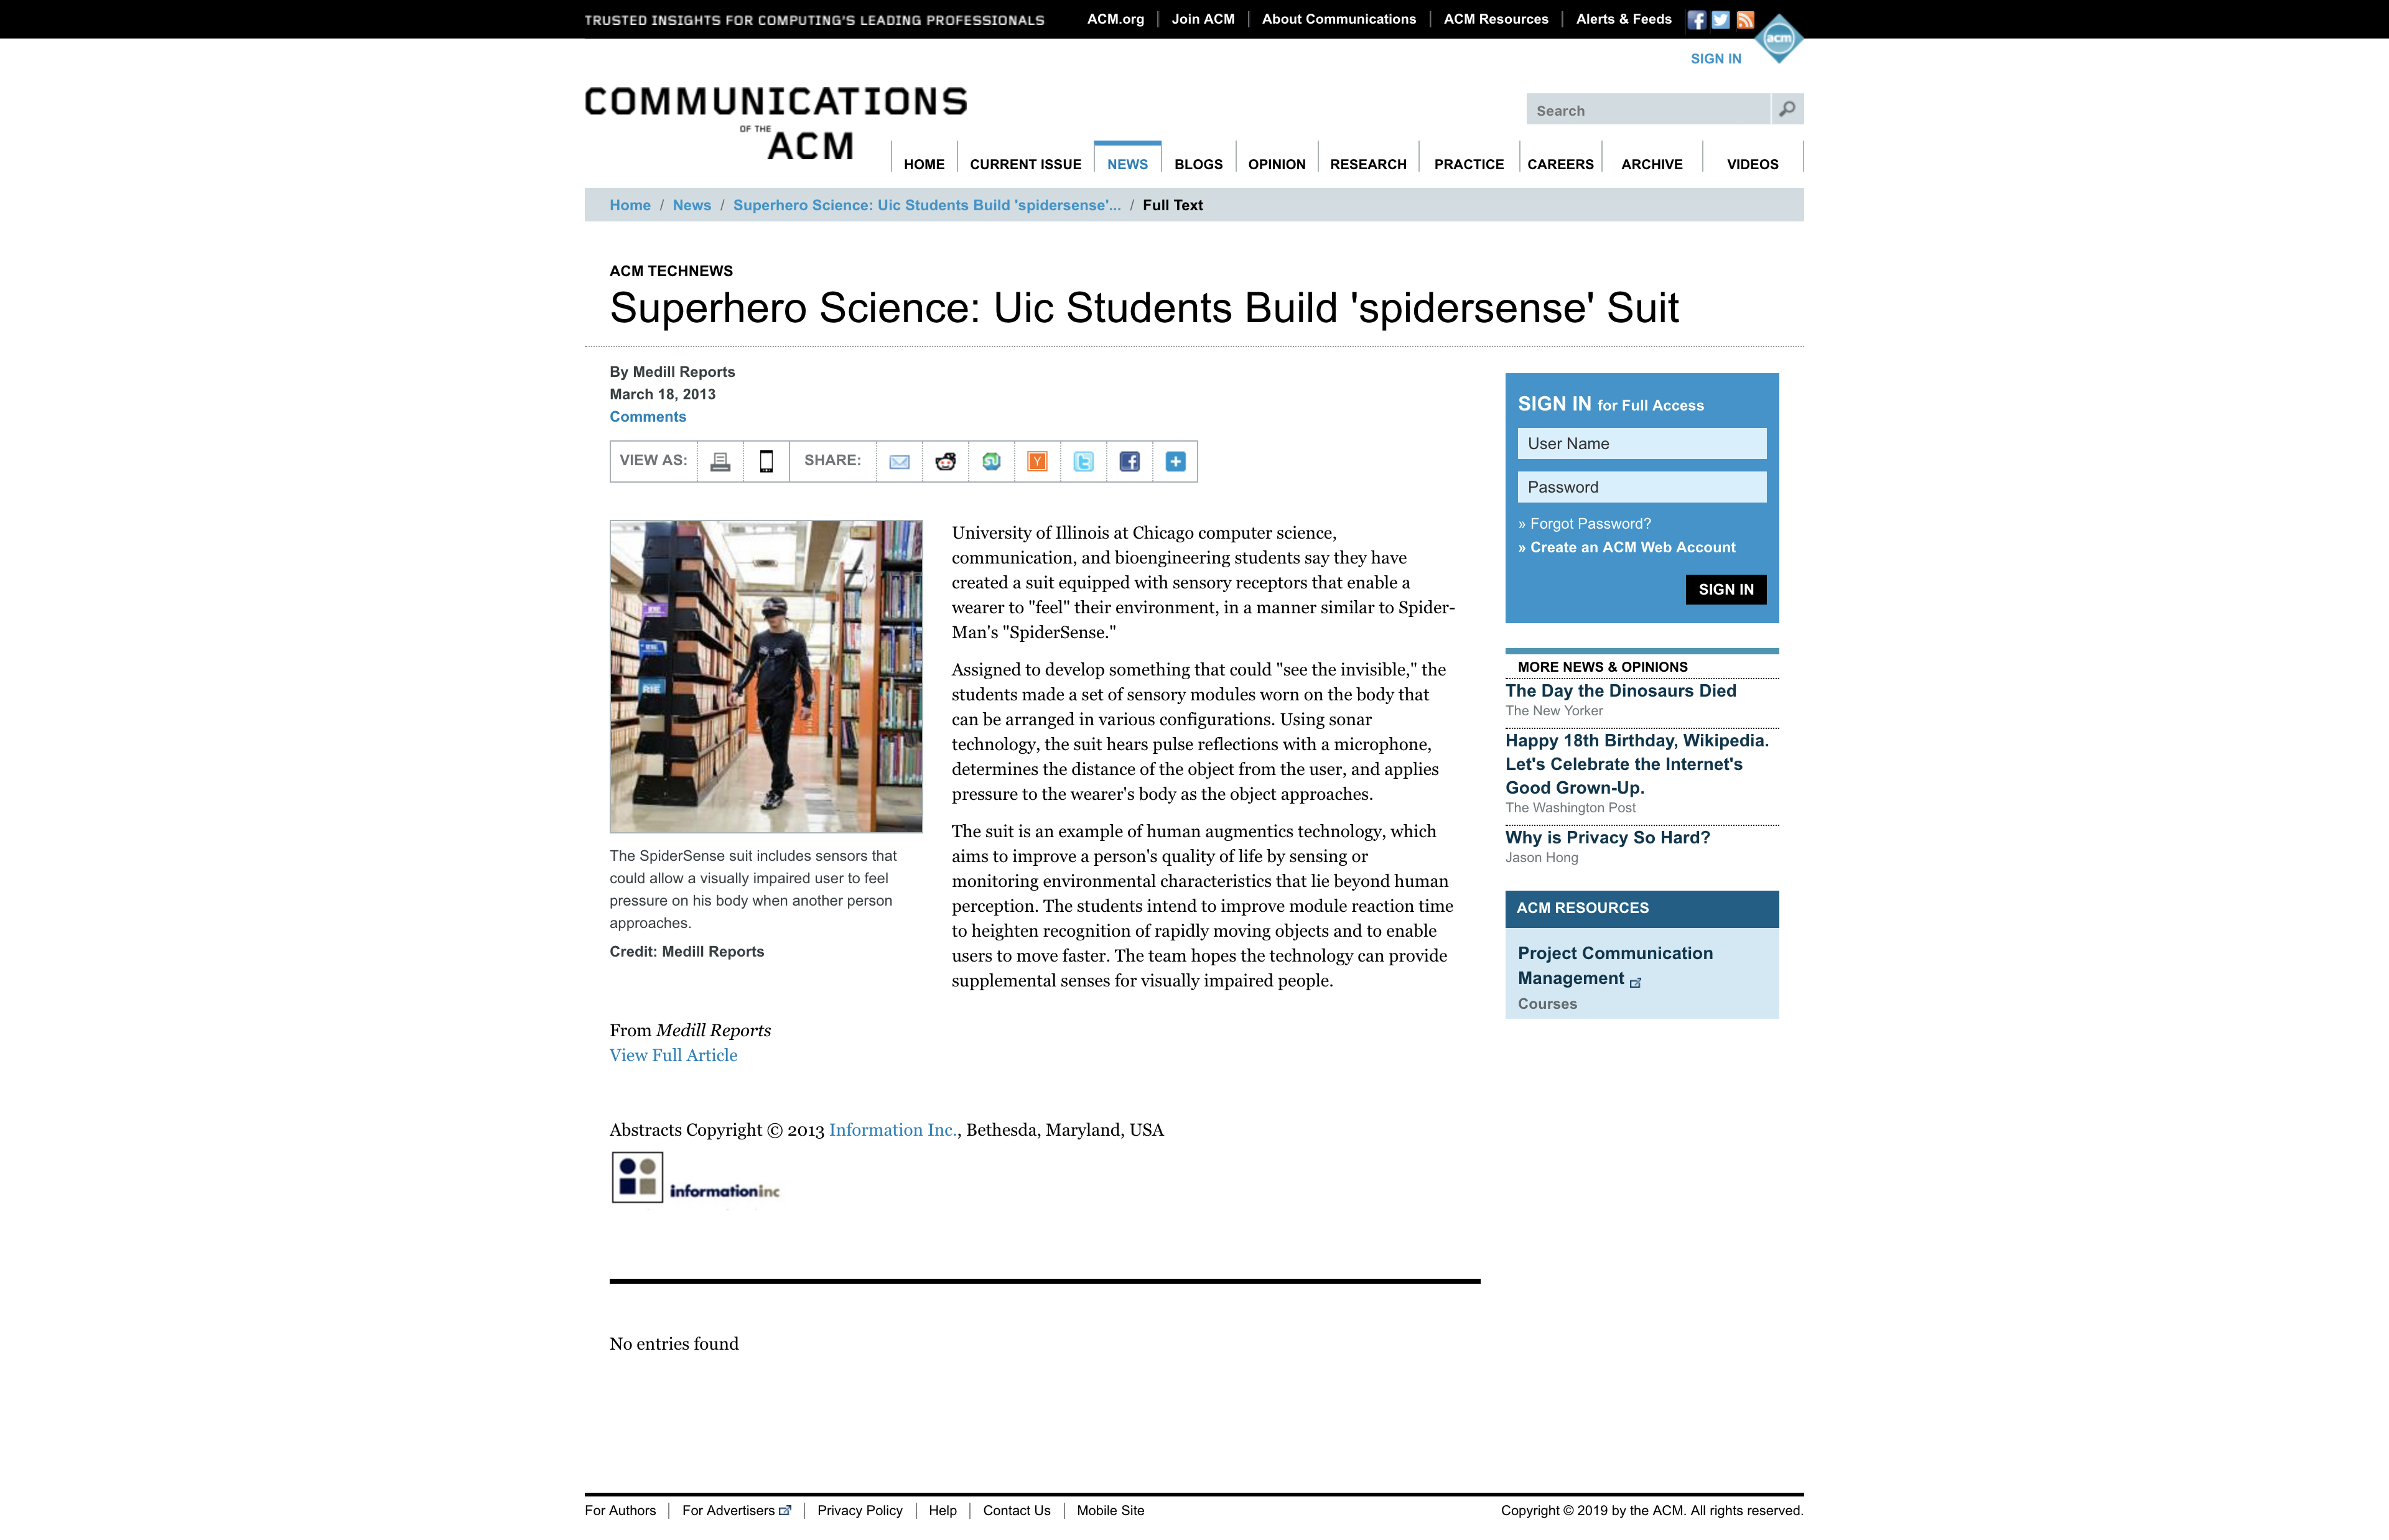 TRUSTED INSIGHTS FOR COMPUTING'S LEADING PROFESSIONALS
ACM.org
Join ACM
About Communications
ACM Resources
Alerts & Feeds
acm
SIGN IN
COMMUNICATIONS
OF THE
ACM
Search
HOME
CURRENT ISSUE
NEWS
BLOGS
OPINION
RESEARCH
PRACTICE
CAREERS
ARCHIVE
VIDEOS
Home / News / Superhero Science: Uic Students Build 'spidersense'... / Full Text
ACM TECHNEWS
Superhero Science: Uic Students Build 'spidersense' Suit
By Medill Reports
March 18, 2013
Comments
VIEW AS:
SHARE:
The SpiderSense suit includes sensors that
could allow a visually impaired user to feel
pressure on his body when another person
approaches.
Credit: Medill Reports
University of Illinois at Chicago computer science,
communication, and bioengineering students say they have
created a suit equipped with sensory receptors that enable a
wearer to "feel" their environment, in a manner similar to Spider-
Man's "SpiderSense."
Assigned to develop something that could "see the invisible," the
students made a set of sensory modules worn on the body that
can be arranged in various configurations. Using sonar
technology, the suit hears pulse reflections with a microphone,
determines the distance of the object from the user, and applies
pressure to the wearer's body as the object approaches.
The suit is an example of human augmentics technology, which
aims to improve a person's quality of life by sensing or
monitoring environmental characteristics that lie beyond human
perception. The students intend to improve module reaction time
to heighten recognition of rapidly moving objects and to enable
users to move faster. The team hopes the technology can provide
supplemental senses for visually impaired people.
From Medill Reports
View Full Article
Abstracts Copyright © 2013 Information Inc., Bethesda, Maryland, USA
informationinc
No entries found
SIGN IN for Full Access
User Name
Password
» Forgot Password?
» Create an ACM Web Account
SIGN IN
MORE NEWS & OPINIONS
The Day the Dinosaurs Died
The New Yorker
Happy 18th Birthday, Wikipedia.
Let's Celebrate the Internet's
Good Grown-Up.
The Washington Post
Why is Privacy So Hard?
Jason Hong
ACM RESOURCES
Project Communication
Management
Courses
For Authors
For Advertisers
Privacy Policy
Help
Contact Us
Mobile Site
Copyright © 2019 by the ACM. All rights reserved.